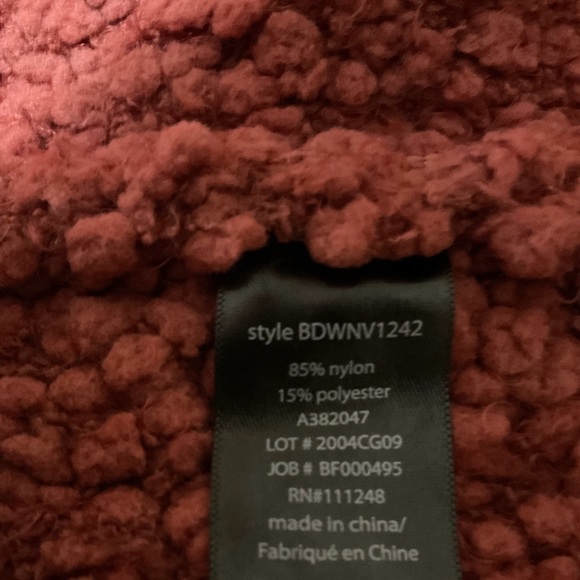 style BDWNV1242
85% nylon
15% polyester
A382047
LOT # 2004CG09
JOB # BF000495
RN#111248
made in china/
Fabriqué en Chine